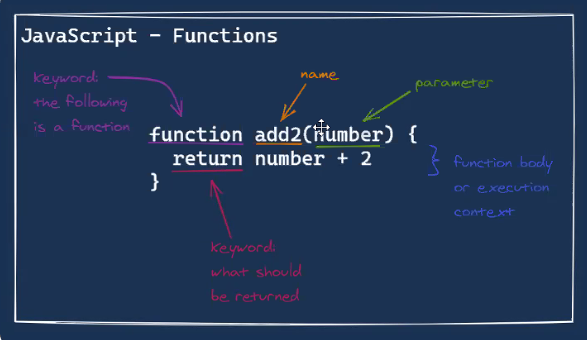 JavaScript - Functions
Keyword:
the following
is a function
name
parameter
function add2(number) {
return number + 2
}
function body
or execution
context
Keyword:
what should
be returned